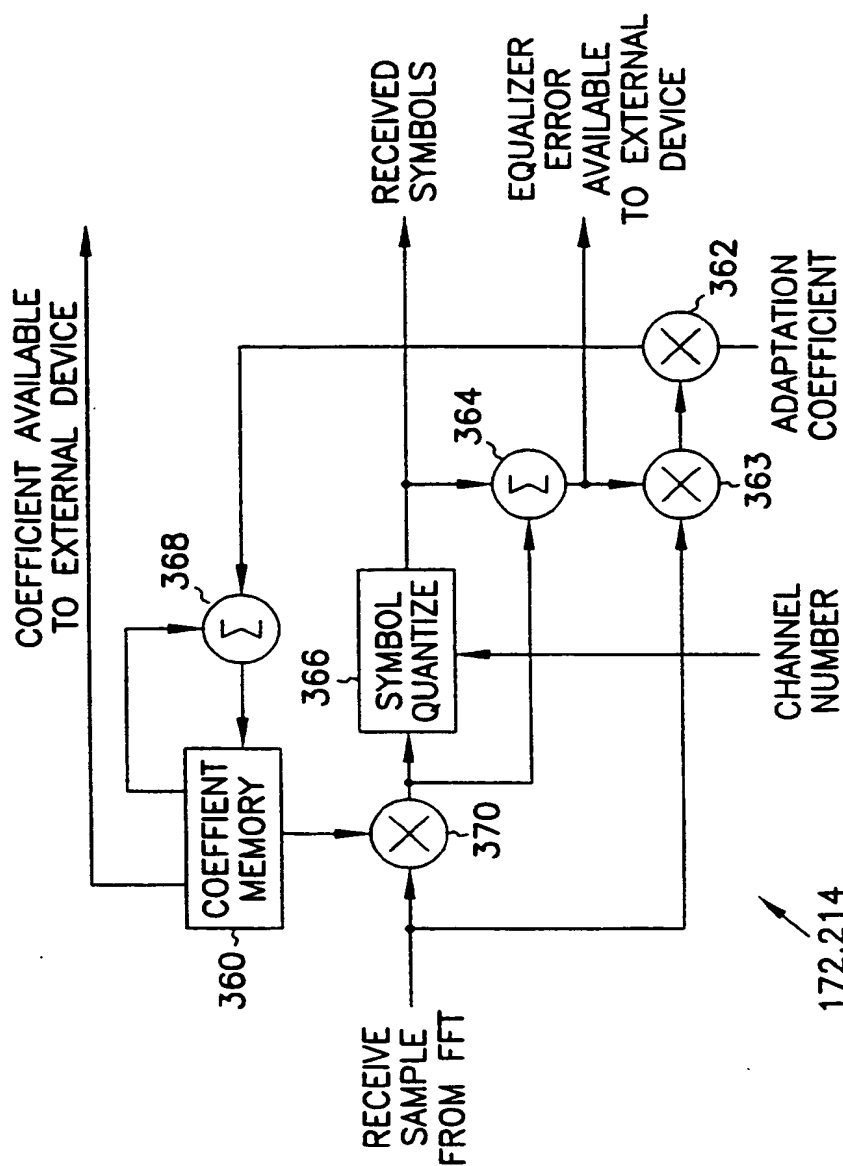 COEFFICIENT AVAILABLE
TO EXTERNAL DEVICE
368
Σ
COEFFIENT
MEMORY
360
RECEIVED
SYMBOLS
366
SYMBOL
QUANTIZE
364
Σ
EQUALIZER
ERROR
AVAILABLE
TO EXTERNAL
DEVICE
370
362
363
RECEIVE
SAMPLE
FROM FFT
CHANNEL
NUMBER
ADAPTATION
COEFFICIENT
172,214